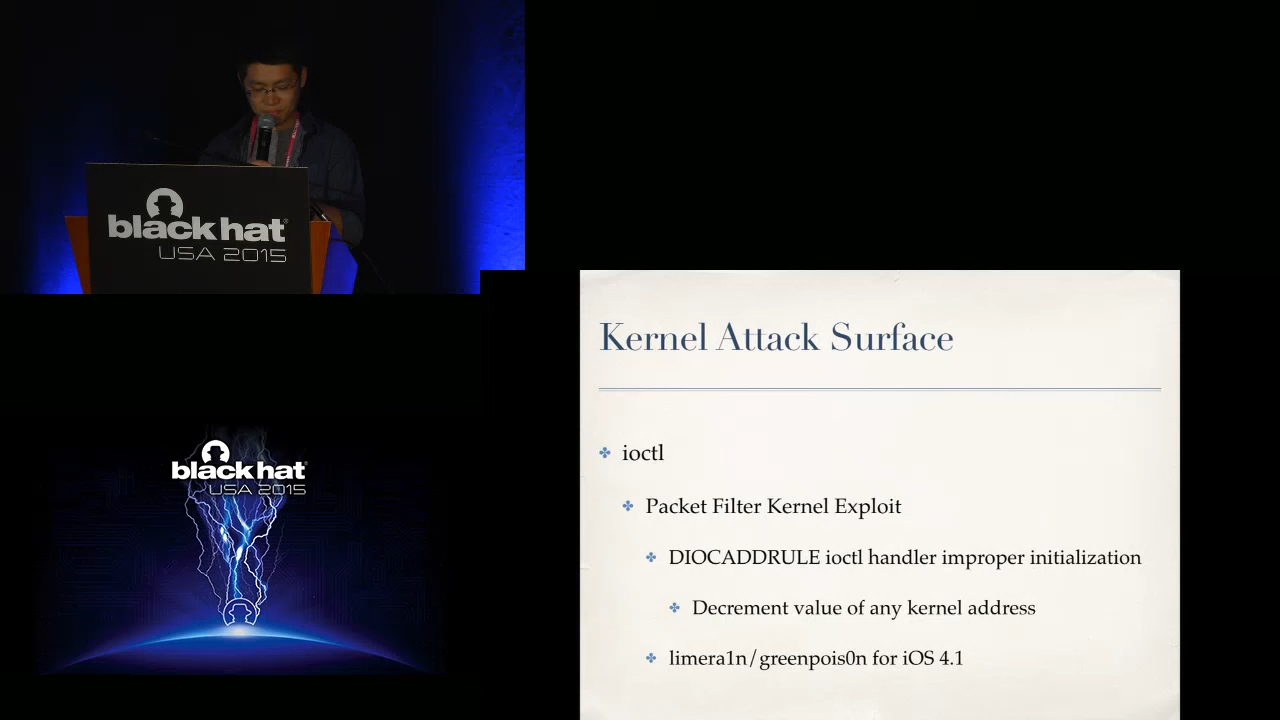 black hat
USA 2015
Kernel Attack Surface
ioctl
Packet Filter Kernel Exploit
DIOCADDRULE ioctl handler improper initialization
Decrement value of any kernel address
limera1n/greenpois0n for iOS 4.1
black hat
USA 2015